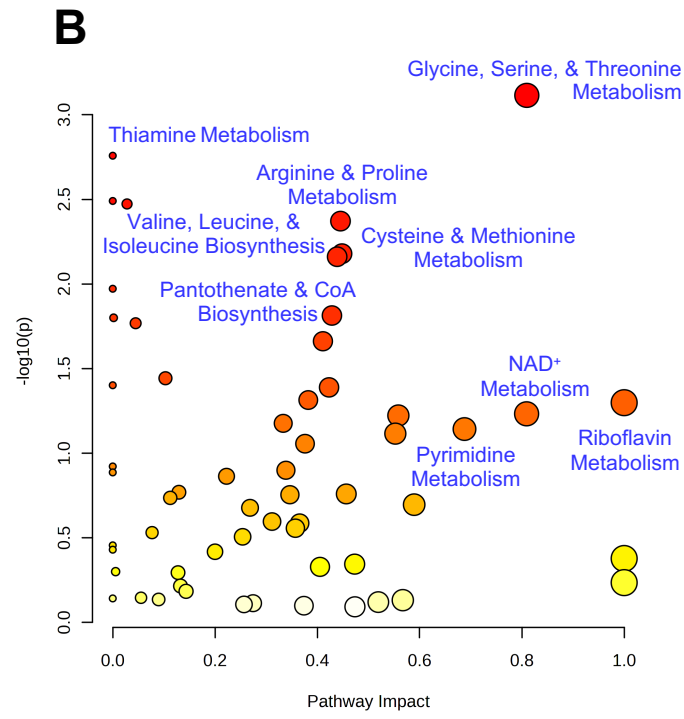 B
Glycine, Serine, & Threonine
Metabolism
Thiamine Metabolism
Arginine & Proline
Metabolism
Valine, Leucine, &
Isoleucine Biosynthesis
Cysteine & Methionine
Metabolism
Pantothenate & CoA
Biosynthesis
NAD⁺
Metabolism
Riboflavin
Metabolism
Pyrimidine
Metabolism
-log10(p)
3.0
2.5
2.0
1.5
1.0
0.5
0.0
0.0 0.2 0.4 0.6 0.8 1.0
Pathway Impact